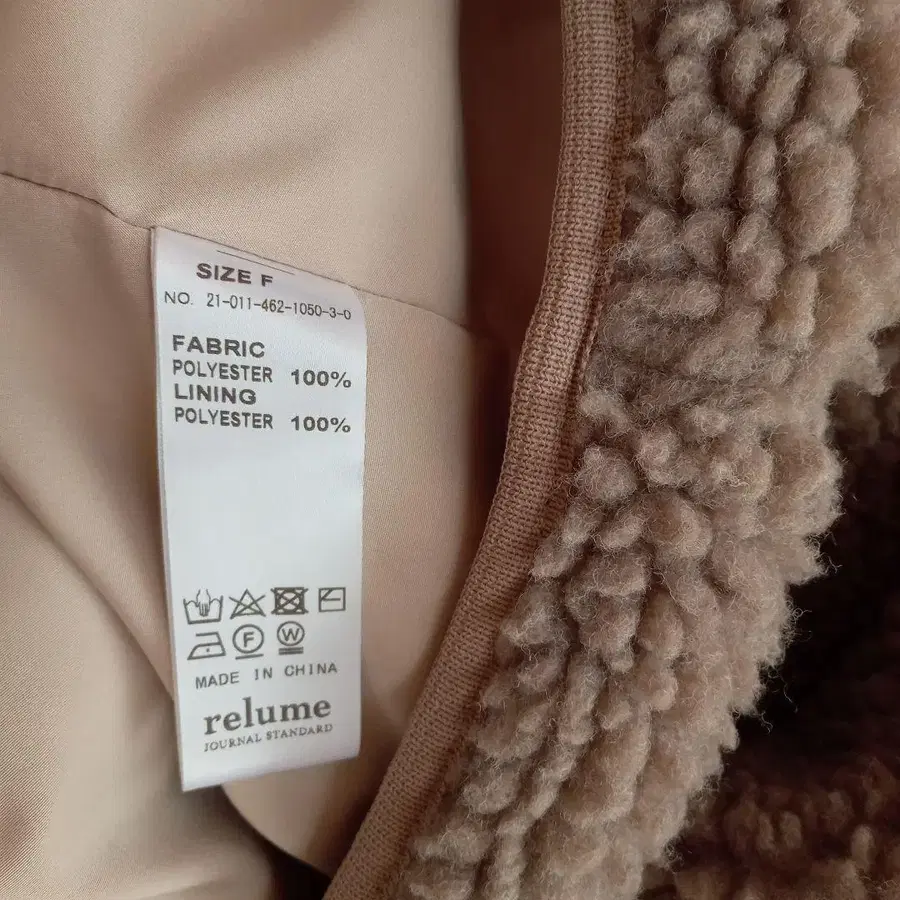 SIZE F
NO. 21-011-462-1050-3-0
FABRIC
POLYESTER 100%
LINING
POLYESTER 100%
F W
MADE IN CHINA
relume
JOURNAL STANDARD